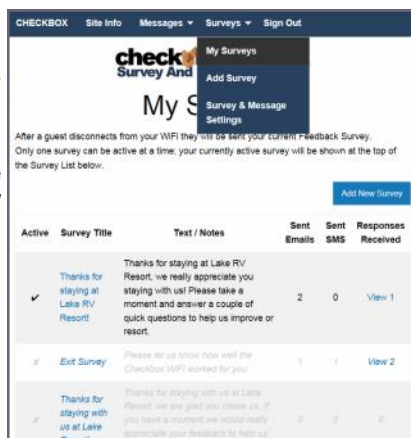 CHECKBOX Site Info Messages Surveys Sign Out
My Surveys
Add Survey
Survey & Message
Settings
check
Survey And
My S
After a guest disconnects from your WiFi they will be sent your current Feedback Survey.
Only one survey can be active at a time; your currently active survey will be shown at the top of
the Survey List below.
Add New Survey
Active Survey Title Text / Notes Sent Emails Sent SMS Responses Received
✔ Thanks for staying at Lake RV Resort! Thanks for staying at Lake RV
Resort, we really appreciate you
staying with us! Please take a
moment and answer a couple of
quick questions to help us improve or
resort.
2 0 View 1
✗ Exit Survey Please let us know how well the
Checkbox WiFi worked for you.
1 1 View 2
✗ Thanks for staying with us at Lake Thanks for staying with us at Lake
Resort, we are glad you chose us. If
you have a moment we would really
appreciate your feedback to help us
0 0 0